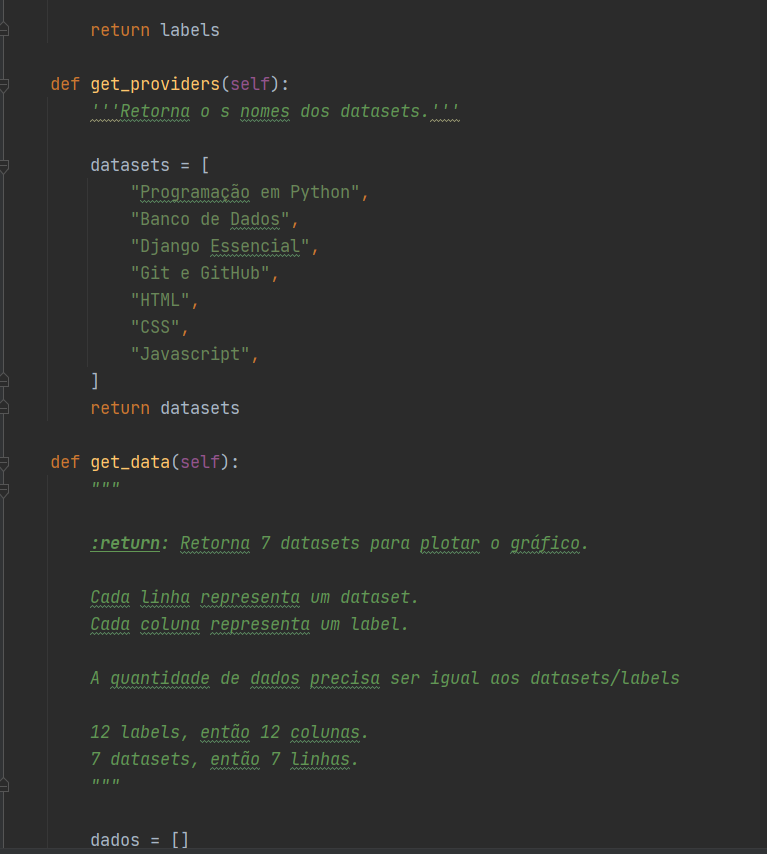 return labels
def get_providers(self):
'''Retorna o s nomes dos datasets.'''
datasets = [
"Programação em Python",
"Banco de Dados",
"Django Essencial",
"Git e GitHub",
"HTML",
"CSS",
"Javascript",
]
return datasets
def get_data(self):
"""
:return: Retorna 7 datasets para plotar o gráfico.
Cada linha representa um dataset.
Cada coluna representa um label.
A quantidade de dados precisa ser igual aos datasets/labels
12 labels, então 12 colunas.
7 datasets, então 7 linhas.
"""
dados = []